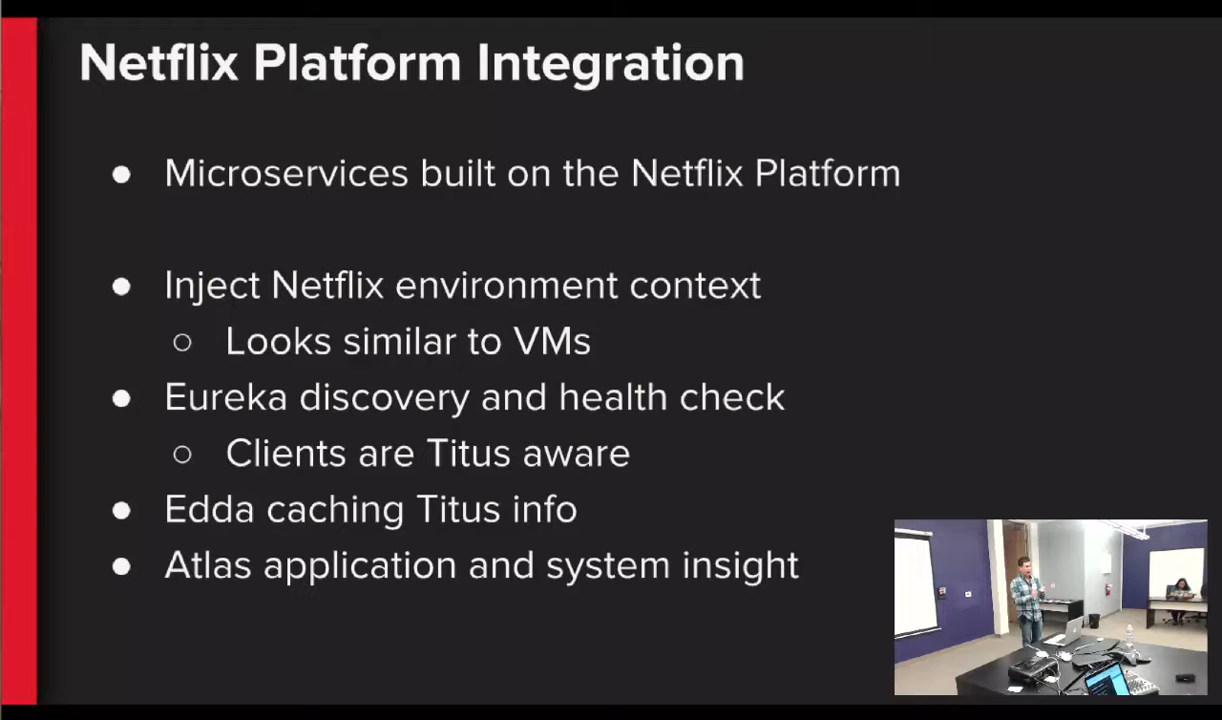 Netflix Platform Integration
● Microservices built on the Netflix Platform
● Inject Netflix environment context
○ Looks similar to VMs
● Eureka discovery and health check
○ Clients are Titus aware
● Edda caching Titus info
● Atlas application and system insight